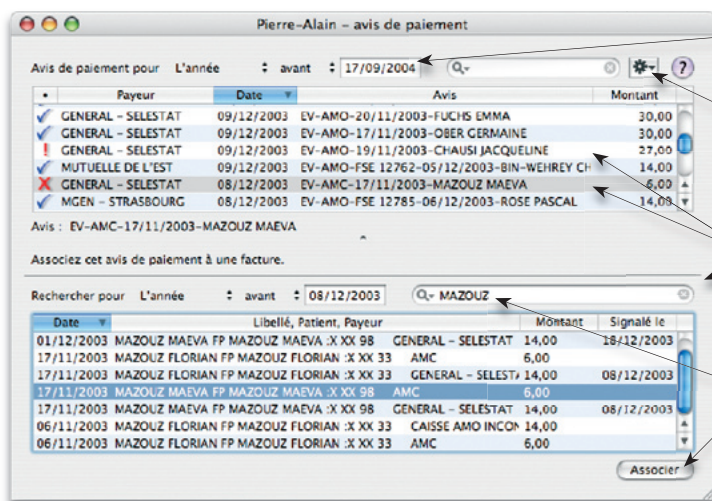 Pierre-Alain – avis de paiement
Avis de paiement pour L'année avant 17/09/2004 ?
• Payeur Date Avis Montant
GENERAL – SELESTAT 09/12/2003 EV-AMO-20/11/2003-FUCHS EMMA 30,00
GENERAL – SELESTAT 09/12/2003 EV-AMO-17/11/2003-OBER GERMAINE 30,00
! GENERAL – SELESTAT 09/12/2003 EV-AMO-19/11/2003-CHAUSI JACQUELINE 27,00
MUTUELLE DE L'EST 09/12/2003 EV-AMO-FSE 12762-05/12/2003-BIN-WEHREY CH 14,00
X GENERAL – SELESTAT 08/12/2003 EV-AMC-17/11/2003-MAZOUZ MAEVA 6,00
MGEN – STRASBOURG 08/12/2003 EV-AMO-FSE 12785-06/12/2003-ROSE PASCAL 14,00
Avis : EV-AMC-17/11/2003-MAZOUZ MAEVA
Associez cet avis de paiement à une facture.
Rechercher pour L'année avant 08/12/2003 MAZOUZ
Date Libellé, Patient, Payeur Montant Signalé le
01/12/2003 MAZOUZ MAEVA FP MAZOUZ MAEVA :X XX 98 GENERAL – SELESTAT 14,00 18/12/2003
17/11/2003 MAZOUZ FLORIAN FP MAZOUZ FLORIAN :X XX 33 AMC 6,00
17/11/2003 MAZOUZ FLORIAN FP MAZOUZ FLORIAN :X XX 33 GENERAL – SELEST 14,00 08/12/2003
17/11/2003 MAZOUZ MAEVA FP MAZOUZ MAEVA :X XX 98 AMC 6,00
17/11/2003 MAZOUZ MAEVA FP MAZOUZ MAEVA :X XX 98 GENERAL – SELESTAT 14,00 08/12/2003
06/11/2003 MAZOUZ FLORIAN FP MAZOUZ FLORIAN :X XX 33 CAISSE AMO INCON 14,00
06/11/2003 MAZOUZ FLORIAN FP MAZOUZ FLORIAN :X XX 33 AMC 6,00
Associer